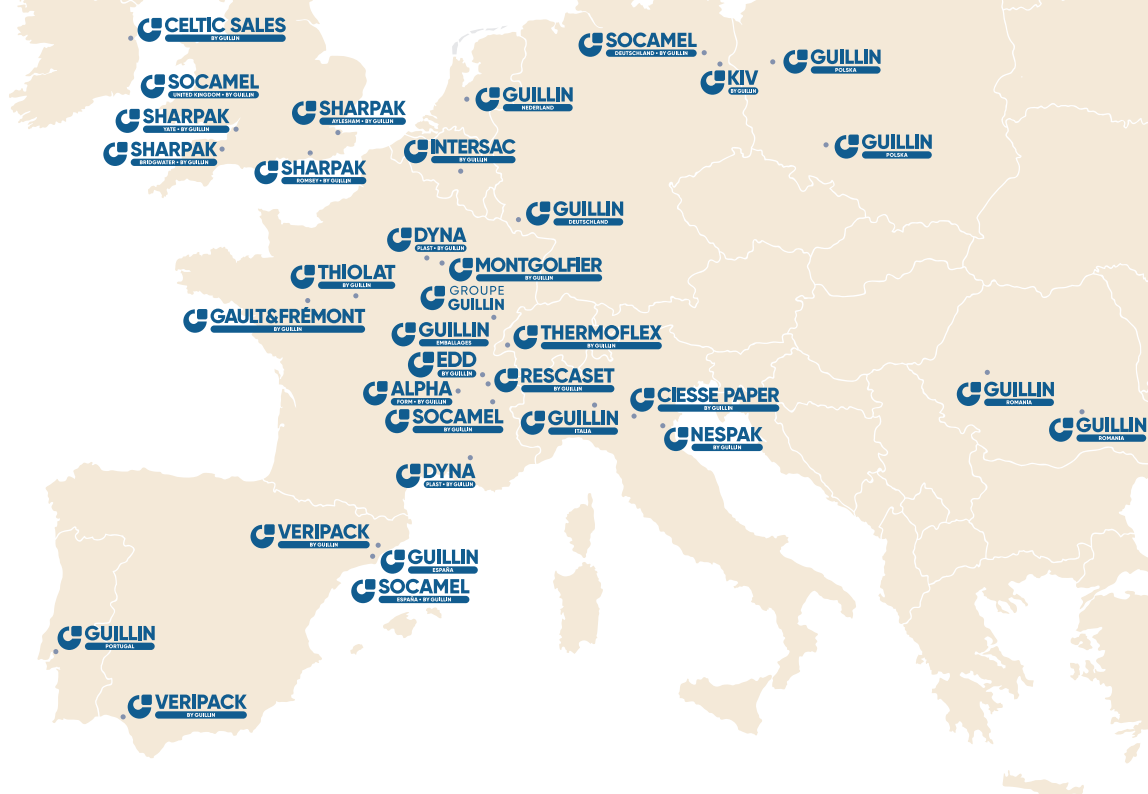 CELTIC SALES
BY GUILLIN
SOCAMEL
DEUTSCHLAND • BY GUILLIN
GUILLIN
POLSKA
KIV
BY GUILLIN
SOCAMEL
UNITED KINGDOM • BY GUILLIN
GUILLIN
NEDERLAND
SHARPAK
AYLESHAM • BY GUILLIN
SHARPAK
YATE • BY GUILLIN
SHARPAK
BRIDGWATER • BY GUILLIN
INTERSAC
BY GUILLIN
GUILLIN
POLSKA
SHARPAK
ROMSEY • BY GUILLIN
GUILLIN
DEUTSCHLAND
DYNA
PLAST • BY GUILLIN
MONTGOLFIER
BY GUILLIN
THIOLAT
BY GUILLIN
GROUPE
GUILLIN
GAULT&FRÉMONT
BY GUILLIN
GUILLIN
EMBALLAGES
THERMOFLEX
BY GUILLIN
EDD
BY GUILLIN
RESCASET
BY GUILLIN
ALPHA
FORM • BY GUILLIN
CIESSE PAPER
BY GUILLIN
GUILLIN
ROMANIA
SOCAMEL
BY GUILLIN
GUILLIN
ITALIA
NESPAK
BY GUILLIN
GUILLIN
ROMANIA
DYNA
PLAST • BY GUILLIN
VERIPACK
BY GUILLIN
GUILLIN
ESPAÑA
SOCAMEL
ESPAÑA • BY GUILLIN
GUILLIN
PORTUGAL
VERIPACK
BY GUILLIN